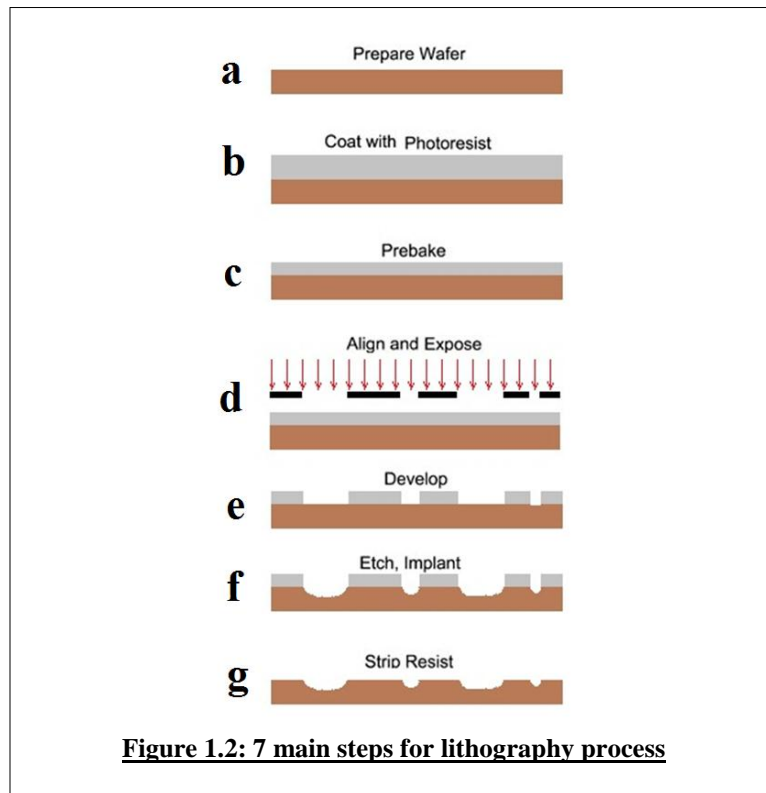 Prepare Wafer
a
Coat with Photoresist
b
Prebake
c
Align and Expose
d
Develop
e
Etch, Implant
f
Strip Resist
g
Figure 1.2: 7 main steps for lithography process